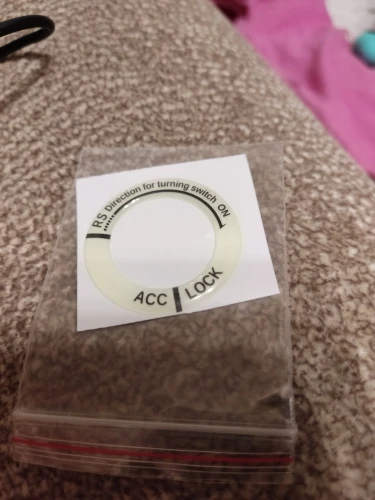 RS Direction for turning switch ON
ACC LOCK